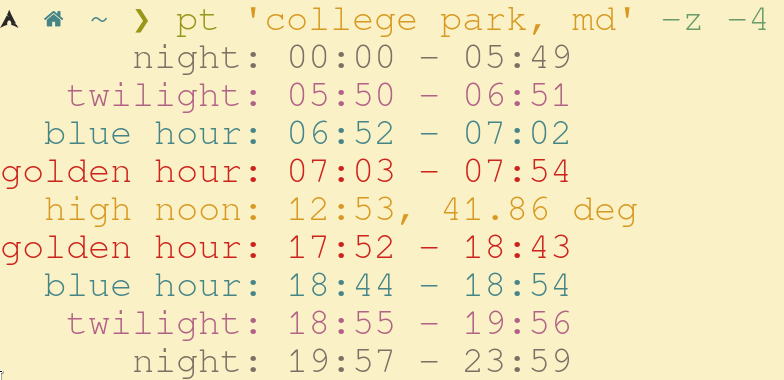 ~ ❯ pt 'college park, md' -z -4
night: 00:00 - 05:49
twilight: 05:50 - 06:51
blue hour: 06:52 - 07:02
golden hour: 07:03 - 07:54
high noon: 12:53, 41.86 deg
golden hour: 17:52 - 18:43
blue hour: 18:44 - 18:54
twilight: 18:55 - 19:56
night: 19:57 - 23:59